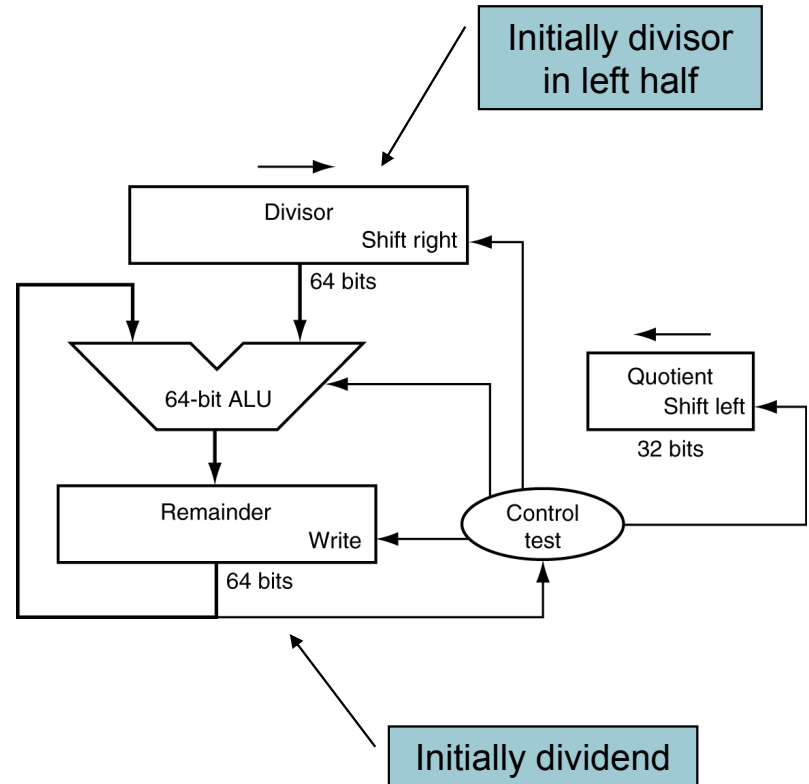 Initially divisor
in left half
Divisor
Shift right
64 bits
64-bit ALU
Quotient
Shift left
32 bits
Remainder
Write
64 bits
Control
test
Initially dividend